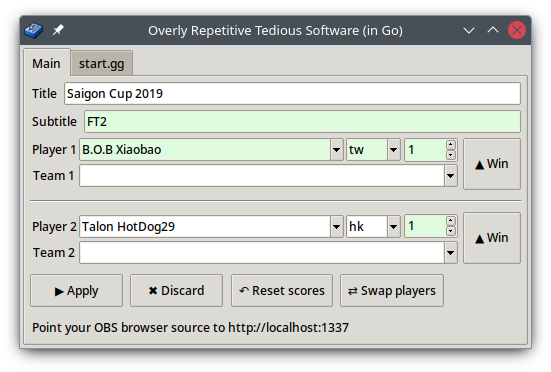 Overly Repetitive Tedious Software (in Go)
Main start.gg
Title Saigon Cup 2019
Subtitle FT2
Player 1 B.O.B Xiaobao tw 1 ▲ Win
Team 1
Player 2 Talon HotDog29 hk 1 ▲ Win
Team 2
▶ Apply ✖ Discard ↶ Reset scores ⇄ Swap players
Point your OBS browser source to http://localhost:1337